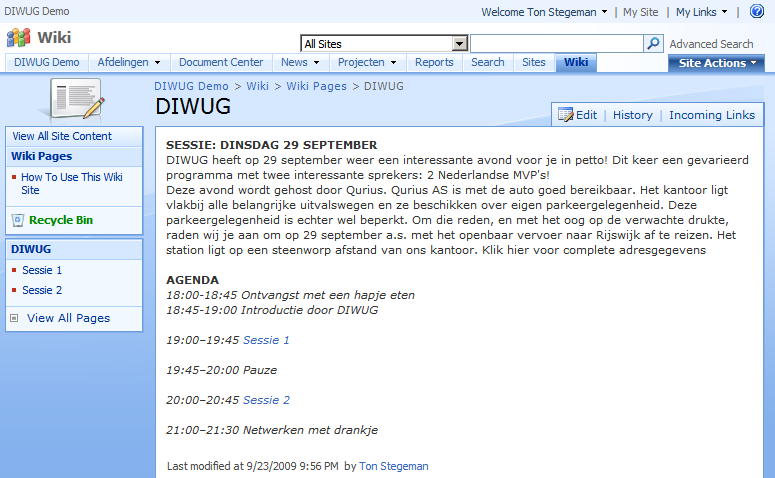 DIWUG Demo
Welcome Ton Stegeman | My Site | My Links |
Wiki
All Sites
Advanced Search
DIWUG Demo Afdelingen Document Center News Projecten Reports Search Sites Wiki Site Actions
DIWUG Demo > Wiki > Wiki Pages > DIWUG
DIWUG
Edit | History | Incoming Links
View All Site Content
Wiki Pages
How To Use This Wiki
Site
Recycle Bin
DIWUG
Sessie 1
Sessie 2
View All Pages
SESSIE: DINSDAG 29 SEPTEMBER
DIWUG heeft op 29 september weer een interessante avond voor je in petto! Dit keer een gevarieerd
programma met twee interessante sprekers: 2 Nederlandse MVP's!
Deze avond wordt gehost door Qurius. Qurius AS is met de auto goed bereikbaar. Het kantoor ligt
vlakbij alle belangrijke uitvalswegen en ze beschikken over eigen parkeergelegenheid. Deze
parkeergelegenheid is echter wel beperkt. Om die reden, en met het oog op de verwachte drukte,
raden wij je aan om op 29 september a.s. met het openbaar vervoer naar Rijswijk af te reizen. Het
station ligt op een steenworp afstand van ons kantoor. Klik hier voor complete adresgegevens
AGENDA
18:00-18:45 Ontvangst met een hapje eten
18:45-19:00 Introductie door DIWUG
19:00–19:45 Sessie 1
19:45–20:00 Pauze
20:00–20:45 Sessie 2
21:00–21:30 Netwerken met drankje
Last modified at 9/23/2009 9:56 PM by Ton Stegeman